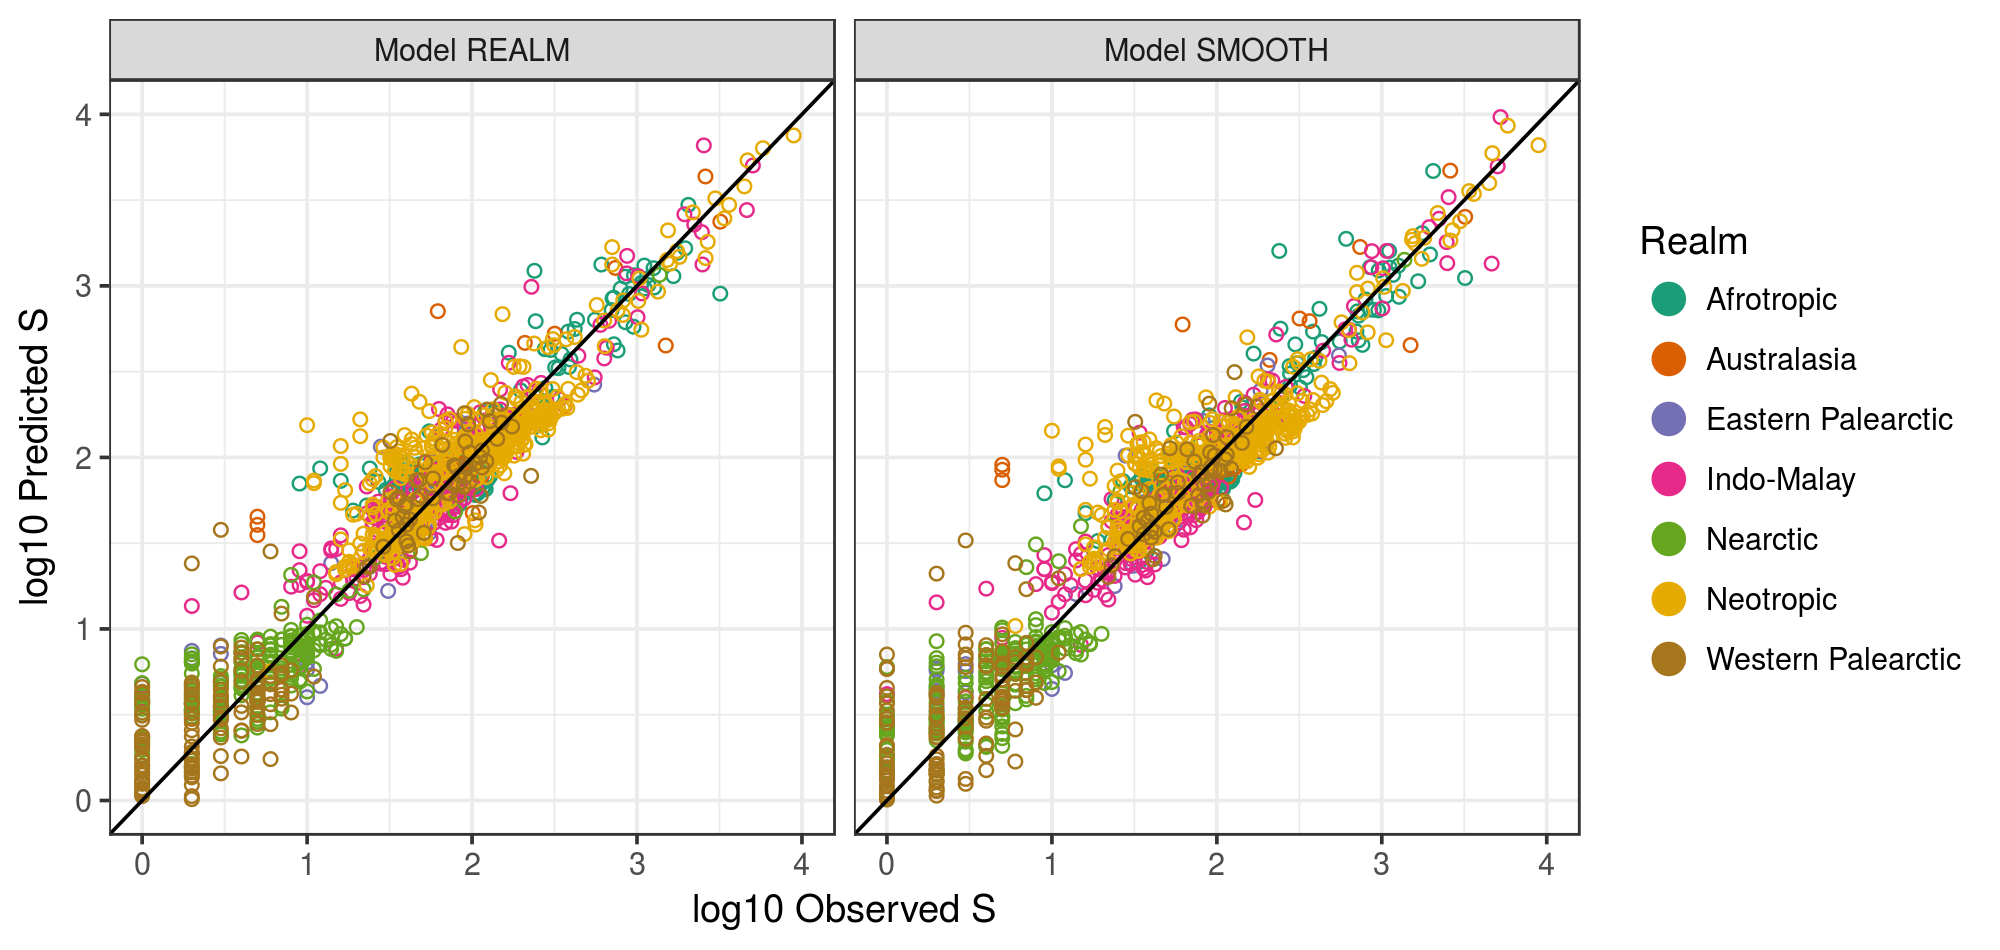 Model REALM
Model SMOOTH
4
3
2
1
0
0 1 2 3 4
0 1 2 3 4
log10 Predicted S
log10 Observed S
Realm
Afrotropic
Australasia
Eastern Palearctic
Indo-Malay
Nearctic
Neotropic
Western Palearctic